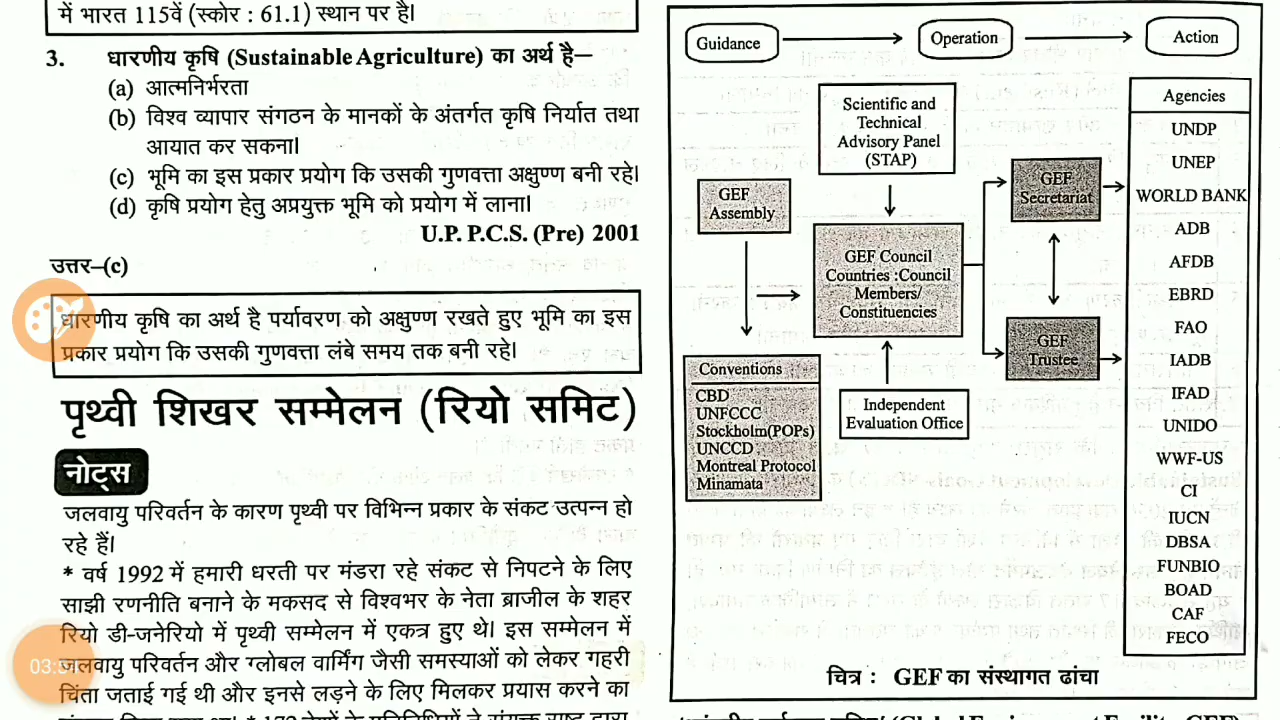 में भारत 115वें (स्कोर : 61.1) स्थान पर है।
3. धारणीय कृषि (Sustainable Agriculture) का अर्थ है–
(a) आत्मनिर्भरता
(b) विश्व व्यापार संगठन के मानकों के अंतर्गत कृषि निर्यात तथा
आयात कर सकना।
(c) भूमि का इस प्रकार प्रयोग कि उसकी गुणवत्ता अक्षुण्ण बनी रहे।
(d) कृषि प्रयोग हेतु अप्रयुक्त भूमि को प्रयोग में लाना।
U.P. P.C.S. (Pre) 2001
उत्तर–(c)
धारणीय कृषि का अर्थ है पर्यावरण को अक्षुण्ण रखते हुए भूमि का इस
प्रकार प्रयोग कि उसकी गुणवत्ता लंबे समय तक बनी रहे।
पृथ्वी शिखर सम्मेलन (रियो समिट)
नोट्स
जलवायु परिवर्तन के कारण पृथ्वी पर विभिन्न प्रकार के संकट उत्पन्न हो
रहे हैं।
* वर्ष 1992 में हमारी धरती पर मंडरा रहे संकट से निपटने के लिए
साझी रणनीति बनाने के मकसद से विश्वभर के नेता ब्राजील के शहर
रियो डी-जनेरियो में पृथ्वी सम्मेलन में एकत्र हुए थे। इस सम्मेलन में
जलवायु परिवर्तन और ग्लोबल वार्मिंग जैसी समस्याओं को लेकर गहरी
चिंता जताई गई थी और इनसे लड़ने के लिए मिलकर प्रयास करने का
Guidance
Operation
Action
Scientific and
Technical
Advisory Panel
(STAP)
GEF
Assembly
GEF Council
Countries :Council
Members/
Constituencies
GEF
Secretariat
GEF
Trustee
Conventions
CBD
UNFCCC
Stockholm(POPs)
UNCCD
Montreal Protocol
Minamata
Independent
Evaluation Office
Agencies
UNDP
UNEP
WORLD BANK
ADB
AFDB
EBRD
FAO
IADB
IFAD
UNIDO
WWF-US
CI
IUCN
DBSA
FUNBIO
BOAD
CAF
FECO
चित्र : GEF का संस्थागत ढांचा